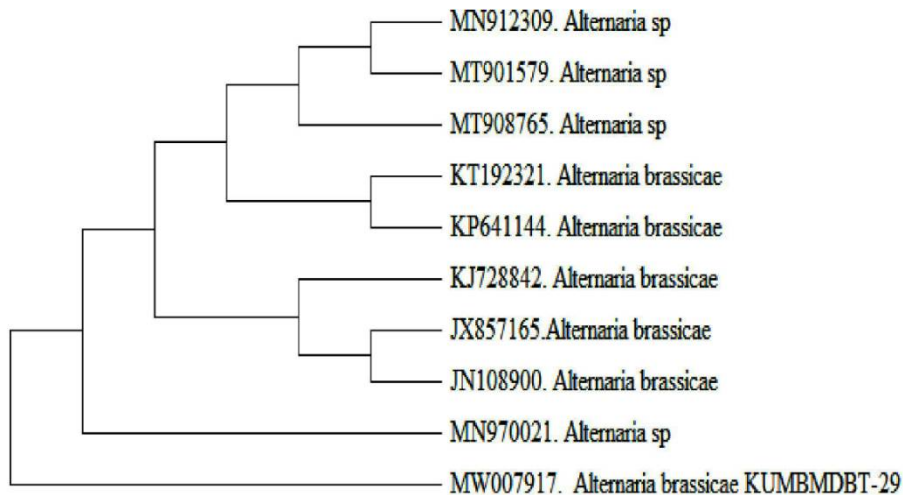 MN912309. Alternaria sp
MT901579. Alternaria sp
MT908765. Alternaria sp
KT192321. Alternaria brassicae
KP641144. Alternaria brassicae
KJ728842. Alternaria brassicae
JX857165.Alternaria brassicae
JN108900. Alternaria brassicae
MN970021. Alternaria sp
MW007917. Alternaria brassicae KUMBMDBT-29